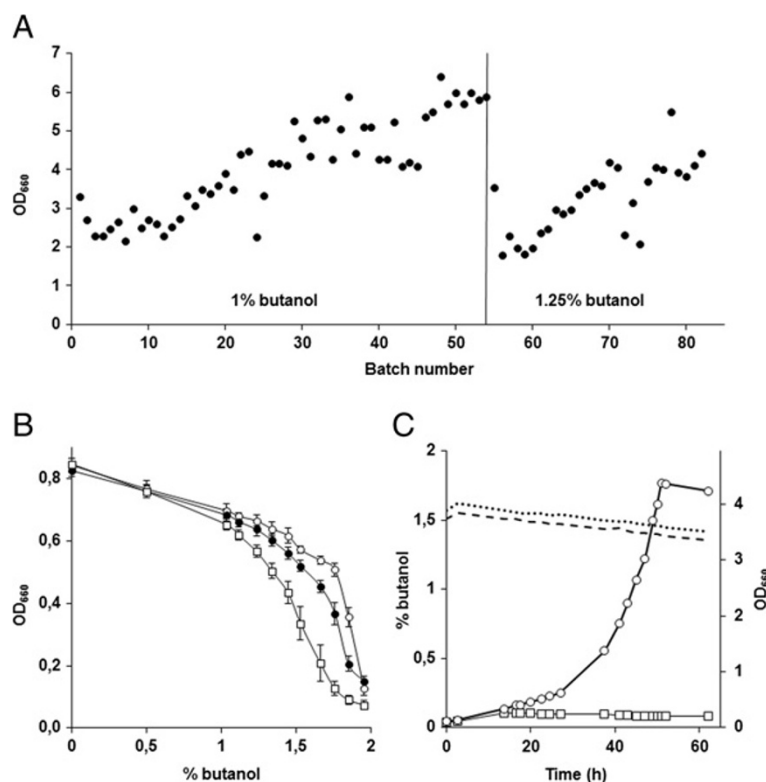 A
OD660
7
6
5
4
3
2
1
0
1% butanol
1.25% butanol
0 10 20 30 40 50 60 70 80
Batch number
B
OD660
0,8
0,6
0,4
0,2
0,0
0 0,5 1 1,5 2
% butanol
C
% butanol
2
1,5
1
0,5
0
4
3
2
1
0
OD660
0 20 40 60
Time (h)